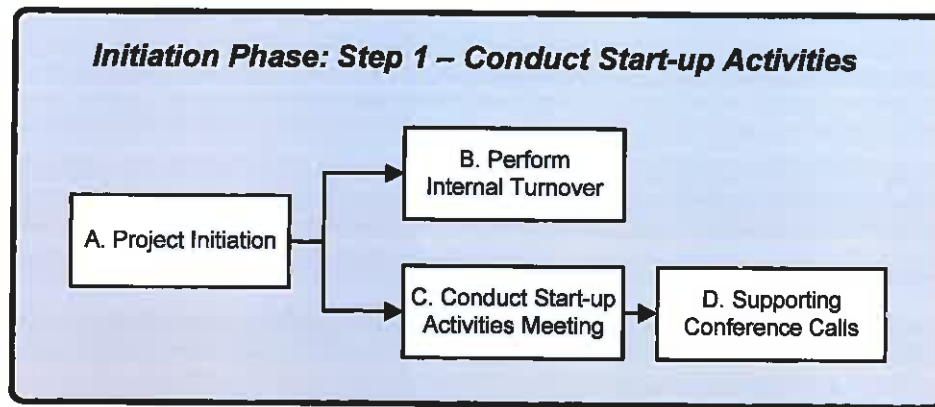 Initiation Phase: Step 1 – Conduct Start-up Activities
A. Project Initiation
B. Perform
Internal Turnover
C. Conduct Start-up
Activities Meeting
D. Supporting
Conference Calls